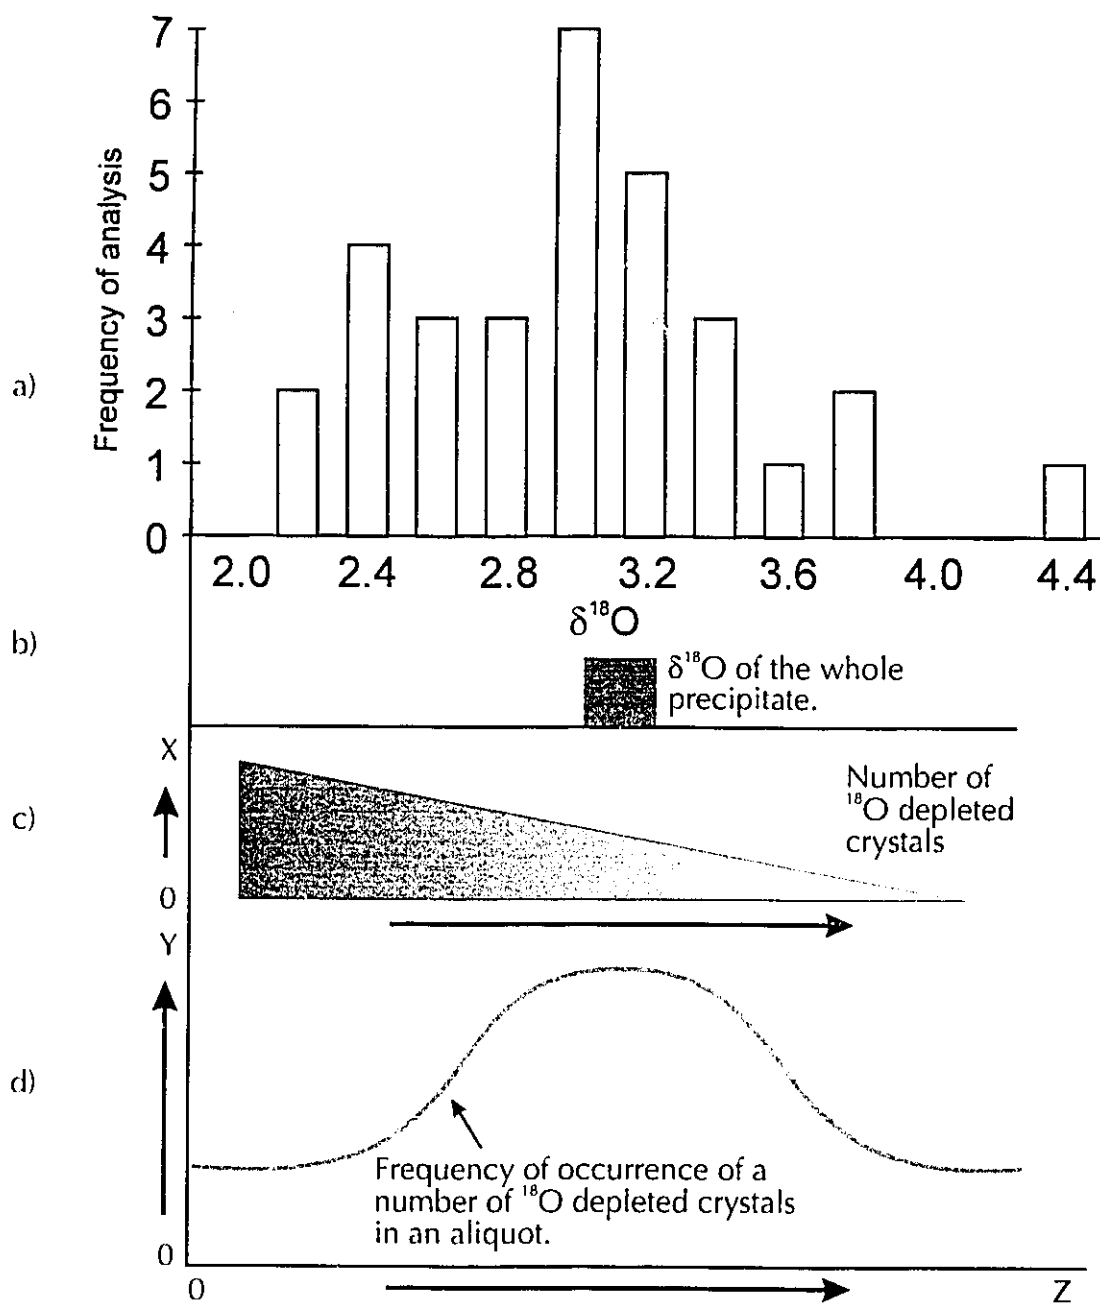 a)
Frequency of analysis
7
6
5
4
3
2
1
0
2.0 2.4 2.8 3.2 3.6 4.0 4.4
δ¹⁸O
b)
δ¹⁸O of the whole
precipitate.
c)
X
0
Number of
¹⁸O depleted
crystals
d)
Y
0
Frequency of occurrence of a
number of ¹⁸O depleted crystals
in an aliquot.
0 Z